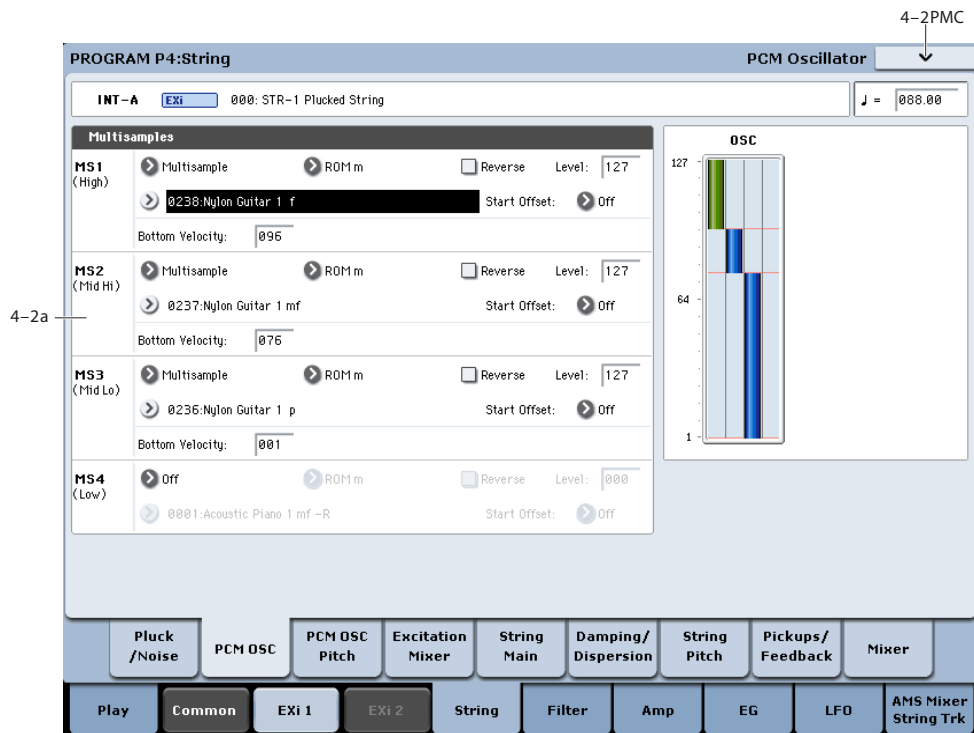 4–2PMC
PROGRAM P4:String PCM Oscillator
INT–A EXi 000: STR–1 Plucked String ♩ = 088.00
Multisamples
MS1 Multisample ROM m Reverse Level: 127
(High) 0238:Nylon Guitar 1 f Start Offset: Off
Bottom Velocity: 096
MS2 Multisample ROM m Reverse Level: 127
(Mid Hi) 0237:Nylon Guitar 1 mf Start Offset: Off
Bottom Velocity: 076
MS3 Multisample ROM m Reverse Level: 127
(Mid Lo) 0236:Nylon Guitar 1 p Start Offset: Off
Bottom Velocity: 001
MS4 Off ROM m Reverse Level: 000
(Low) 0001:Acoustic Piano 1 mf –R Start Offset: Off
4–2a
OSC
127
64
1
Pluck /Noise
PCM OSC
PCM OSC Pitch
Excitation Mixer
String Main
Damping/ Dispersion
String Pitch
Pickups/ Feedback
Mixer
Play
Common
EXi 1
EXi 2
String
Filter
Amp
EG
LFO
AMS Mixer String Trk